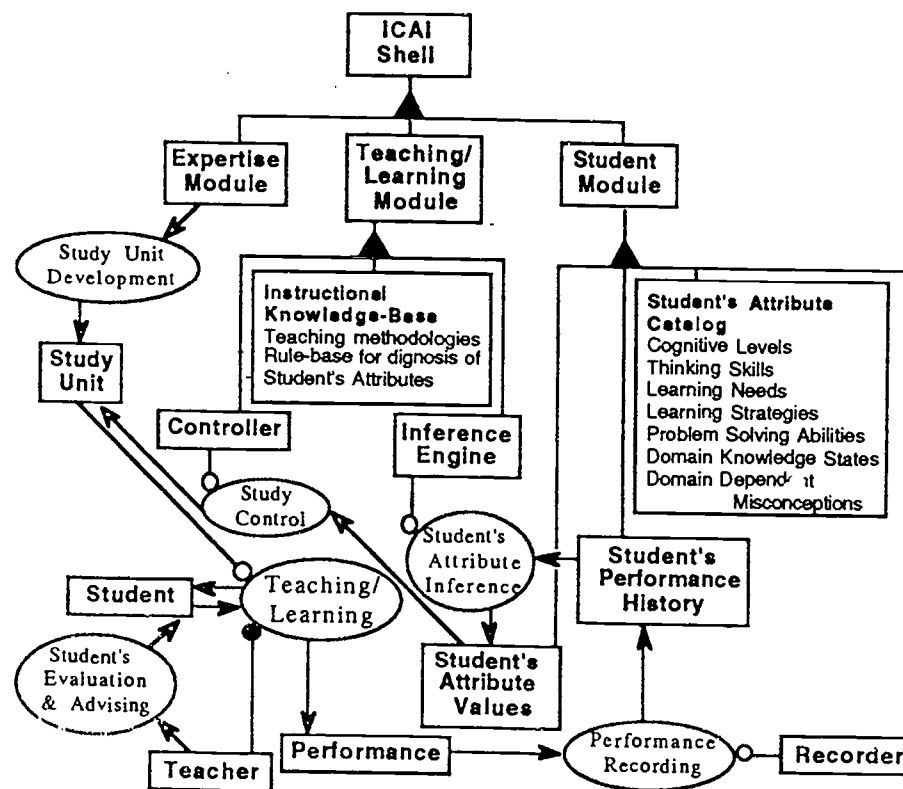 ICAI
Shell
Expertise
Module
Teaching/
Learning
Module
Student
Module
Study Unit
Development
Instructional
Knowledge-Base
Teaching methodologies
Rule-base for dignosis of
Student's Attributes
Student's Attribute
Catalog
Cognitive Levels
Thinking Skills
Learning Needs
Learning Strategies
Problem Solving Abilities
Domain Knowledge States
Domain
Misconceptions
Study
Unit
Controller
Inference
Engine
Study
Control
Student's
Attribute
Inference
Student's
Performance
History
Student
Teaching/
Learning
Student's
Evaluation
& Advising
Student's
Attribute
Values
Teacher
Performance
Performance
Recording
Recorder